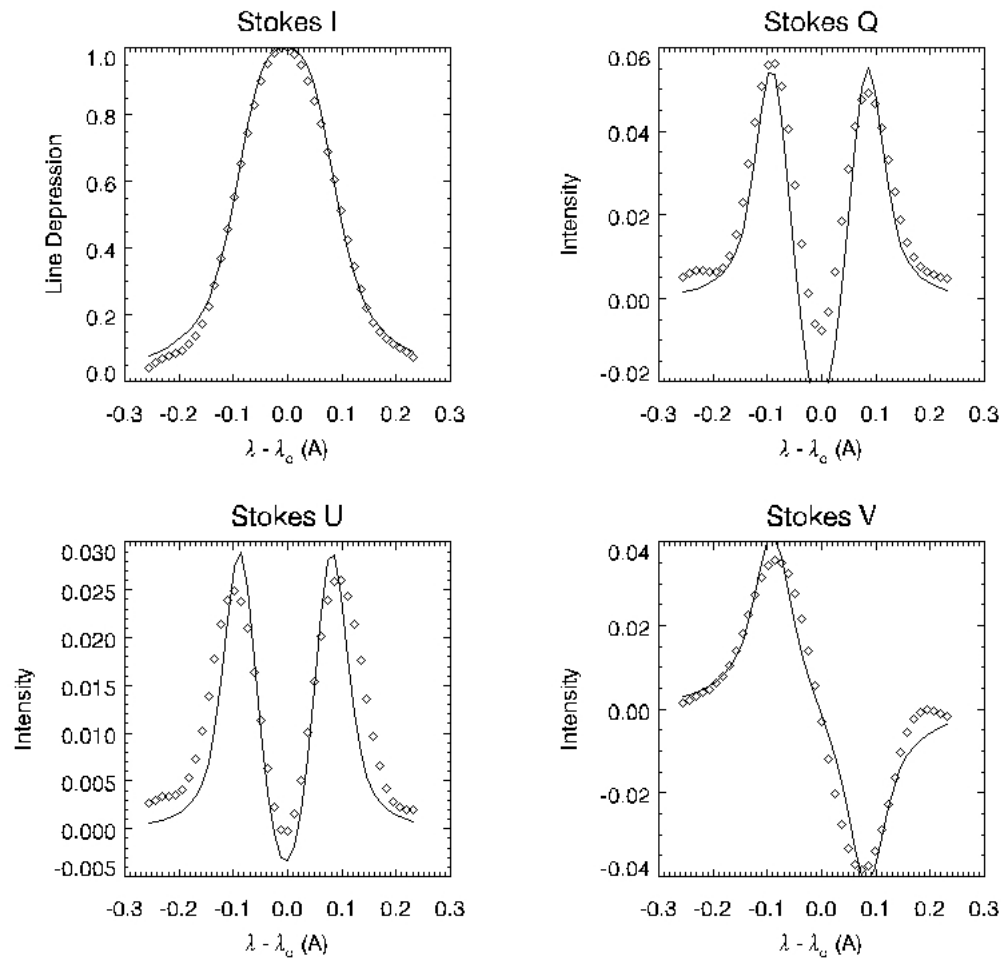 Stokes I
1.0
0.8
0.6
0.4
0.2
0.0
Line Depression
-0.3 -0.2 -0.1 0.0 0.1 0.2 0.3
λ - λo (A)
Stokes Q
0.06
0.04
0.02
0.00
-0.02
Intensity
-0.3 -0.2 -0.1 0.0 0.1 0.2 0.3
λ - λo (A)
Stokes U
0.030
0.025
0.020
0.015
0.010
0.005
0.000
-0.005
Intensity
-0.3 -0.2 -0.1 0.0 0.1 0.2 0.3
λ - λo (A)
Stokes V
0.04
0.02
0.00
-0.02
-0.04
Intensity
-0.3 -0.2 -0.1 0.0 0.1 0.2 0.3
λ - λo (A)